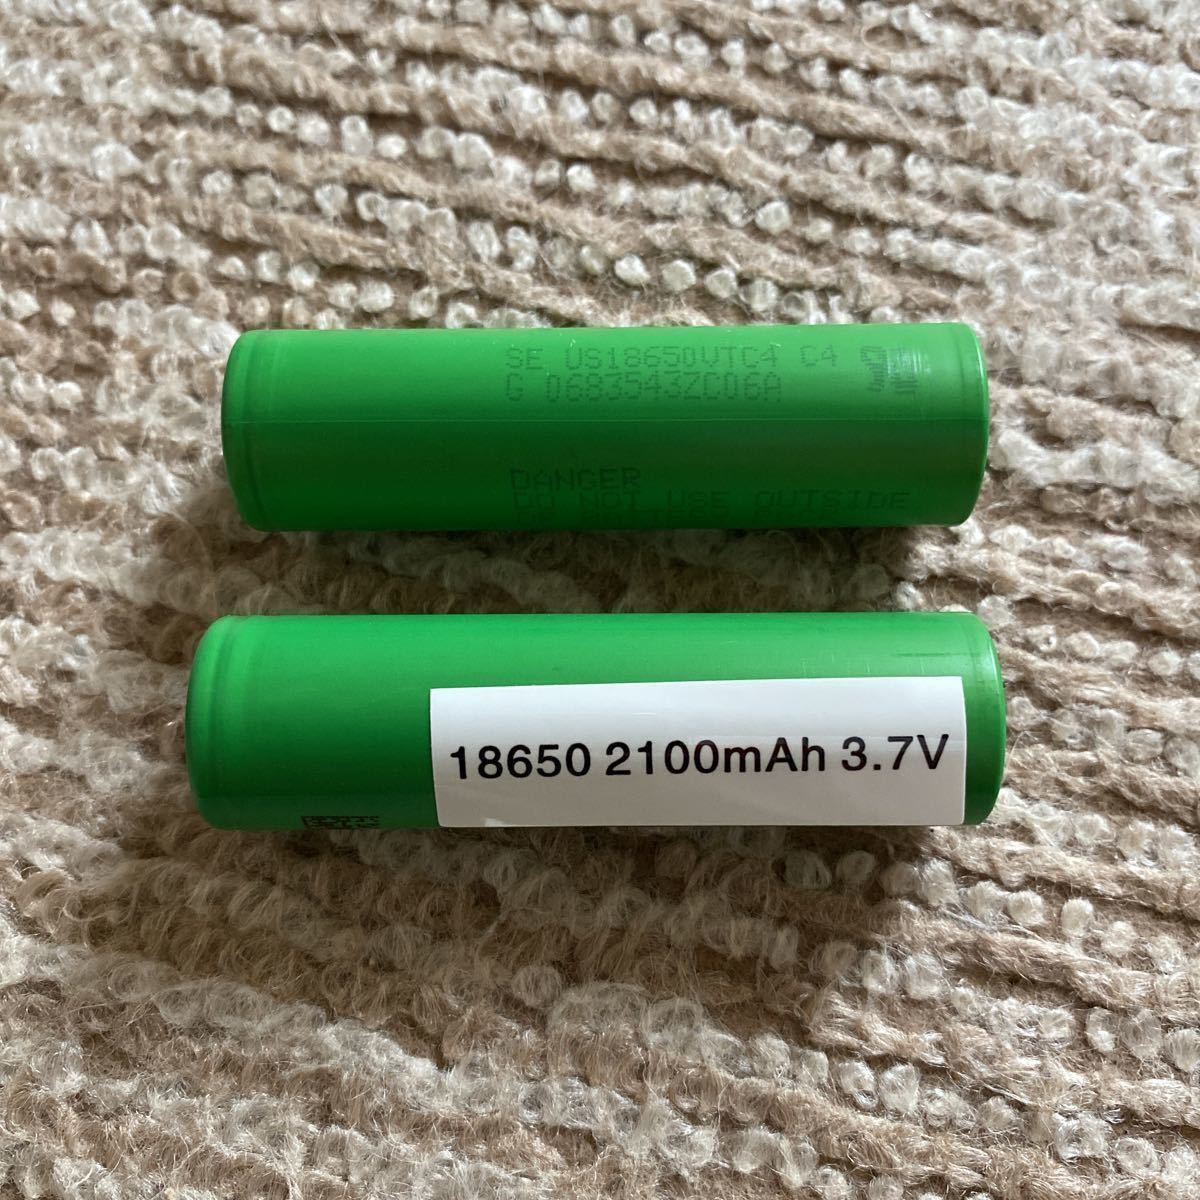 SE US18650VTC4 C4
C 0683543ZC06A
DANGER
DO NOT USE OUTSIDE
18650 2100mAh 3.7V